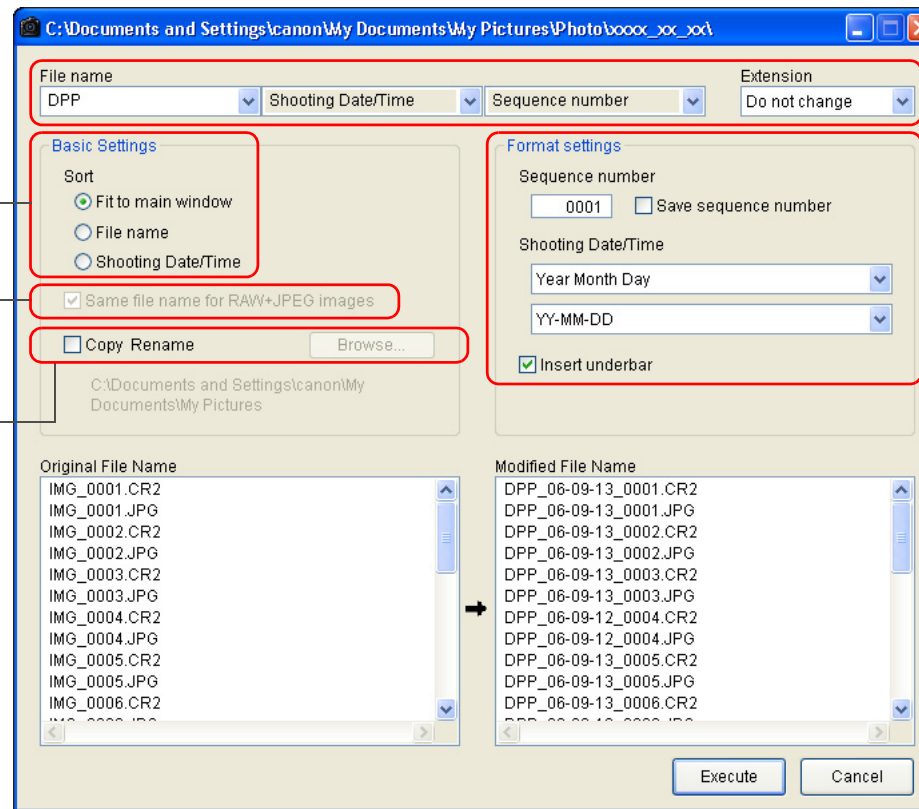 C:\Documents and Settings\canon\My Documents\My Pictures\Photo\xxxx_xx_xx\
File name
Extension
DPP
Shooting Date/Time
Sequence number
Do not change
Basic Settings
Sort
Fit to main window
File name
Shooting Date/Time
Same file name for RAW+JPEG images
Copy Rename
Browse...
C:\Documents and Settings\canon\My
Documents\My Pictures
Format settings
Sequence number
0001
Save sequence number
Shooting Date/Time
Year Month Day
YY-MM-DD
Insert underbar
Original File Name
IMG_0001.CR2
IMG_0001.JPG
IMG_0002.CR2
IMG_0002.JPG
IMG_0003.CR2
IMG_0003.JPG
IMG_0004.CR2
IMG_0004.JPG
IMG_0005.CR2
IMG_0005.JPG
IMG_0006.CR2
Modified File Name
DPP_06-09-13_0001.CR2
DPP_06-09-13_0001.JPG
DPP_06-09-13_0002.CR2
DPP_06-09-13_0002.JPG
DPP_06-09-13_0003.CR2
DPP_06-09-13_0003.JPG
DPP_06-09-12_0004.CR2
DPP_06-09-12_0004.JPG
DPP_06-09-13_0005.CR2
DPP_06-09-13_0005.JPG
DPP_06-09-13_0006.CR2
Execute
Cancel